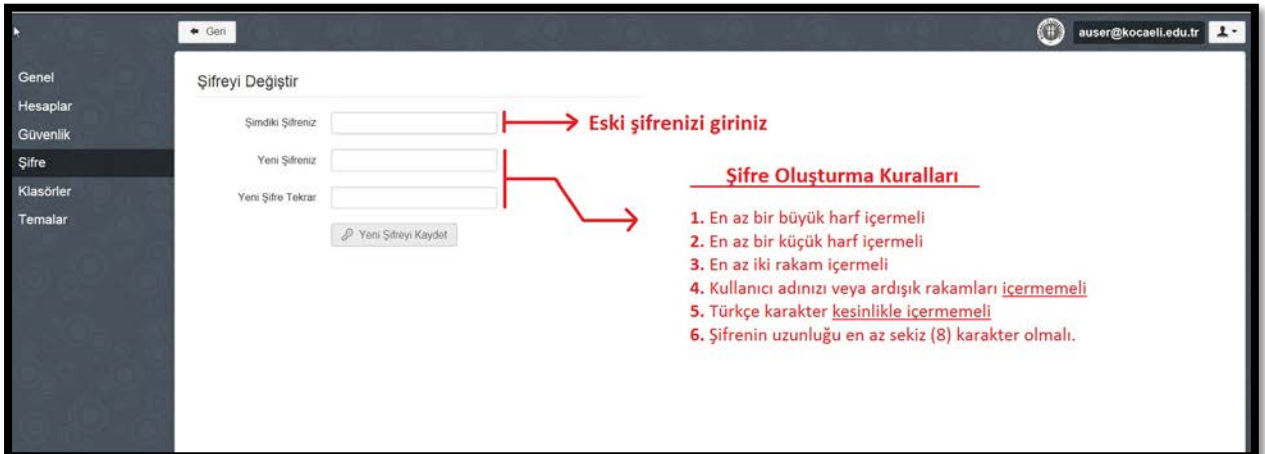 Geri
auser@kocaeli.edu.tr
Genel
Hesaplar
Güvenlik
Şifre
Klasörler
Temalar
Şifreyi Değiştir
Şimdiki Şifreniz
Eski şifrenizi giriniz
Yeni Şifreniz
Yeni Şifre Tekrar
Yeni Şifreyi Kaydet
Şifre Oluşturma Kuralları
1. En az bir büyük harf içermeli
2. En az bir küçük harf içermeli
3. En az iki rakam içermeli
4. Kullanıcı adınızı veya ardışık rakamları içermemeli
5. Türkçe karakter kesinlikle içermemeli
6. Şifrenin uzunluğu en az sekiz (8) karakter olmalı.